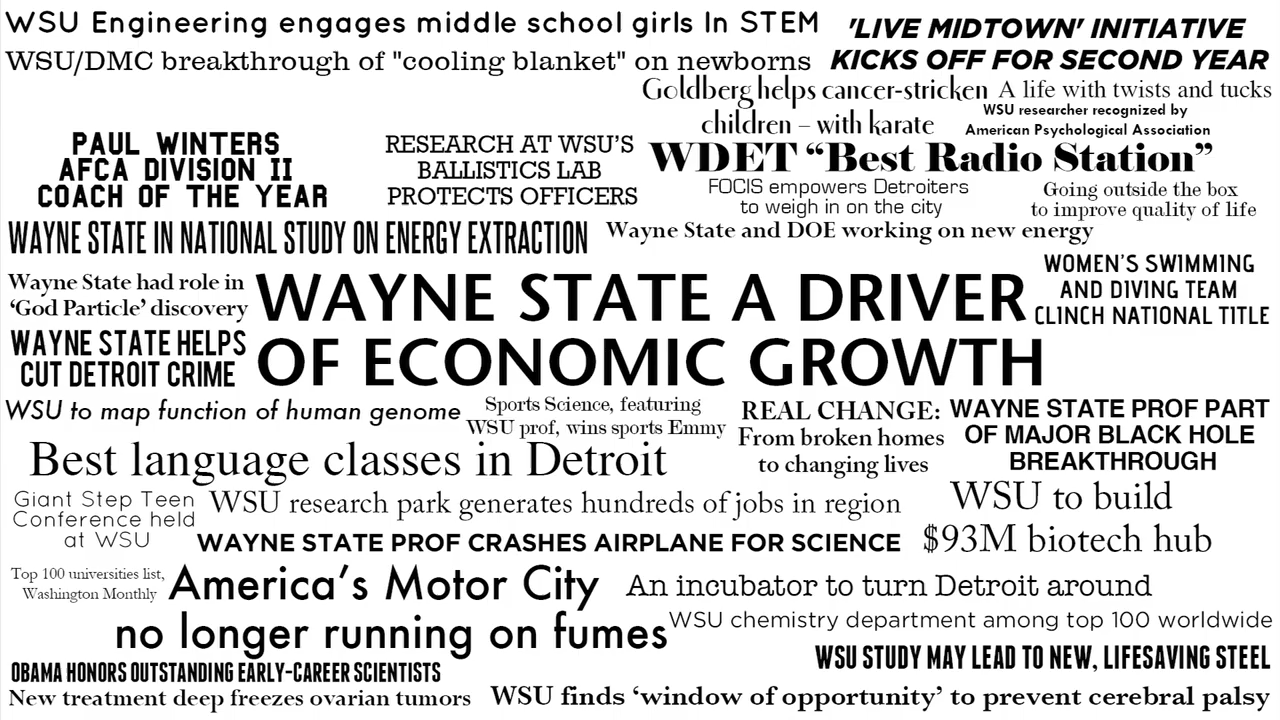 WSU Engineering engages middle school girls In STEM
'LIVE MIDTOWN' INITIATIVE
KICKS OFF FOR SECOND YEAR
WSU/DMC breakthrough of "cooling blanket" on newborns
Goldberg helps cancer-stricken
children – with karate
A life with twists and tucks
WSU researcher recognized by
American Psychological Association
PAUL WINTERS
AFCA DIVISION II
COACH OF THE YEAR
RESEARCH AT WSU'S
BALLISTICS LAB
PROTECTS OFFICERS
WDET “Best Radio Station”
FOCIS empowers Detroiters
to weigh in on the city
Going outside the box
to improve quality of life
WAYNE STATE IN NATIONAL STUDY ON ENERGY EXTRACTION
Wayne State and DOE working on new energy
Wayne State had role in
‘God Particle’ discovery
WAYNE STATE A DRIVER
OF ECONOMIC GROWTH
WOMEN'S SWIMMING
AND DIVING TEAM
CLINCH NATIONAL TITLE
WAYNE STATE HELPS
CUT DETROIT CRIME
WSU to map function of human genome
Sports Science, featuring
WSU prof, wins sports Emmy
REAL CHANGE:
From broken homes
to changing lives
WAYNE STATE PROF PART
OF MAJOR BLACK HOLE
BREAKTHROUGH
Best language classes in Detroit
Giant Step Teen
Conference held
at WSU
WSU research park generates hundreds of jobs in region
WSU to build
$93M biotech hub
WAYNE STATE PROF CRASHES AIRPLANE FOR SCIENCE
Top 100 universities list,
Washington Monthly
America's Motor City
no longer running on fumes
An incubator to turn Detroit around
WSU chemistry department among top 100 worldwide
WSU STUDY MAY LEAD TO NEW, LIFESAVING STEEL
OBAMA HONORS OUTSTANDING EARLY-CAREER SCIENTISTS
New treatment deep freezes ovarian tumors
WSU finds ‘window of opportunity’ to prevent cerebral palsy